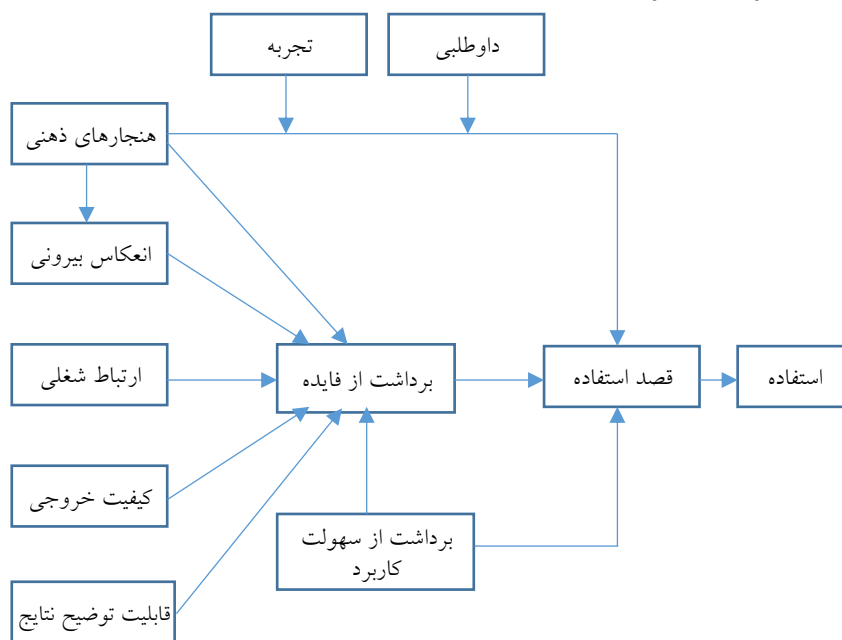 داوطلبی
تجربه
هنجارهای ذهنی
انعکاس بیرونی
ارتباط شغلی
برداشت از فایده
قصد استفاده
استفاده
کیفیت خروجی
برداشت از سهولت
کاربرد
قابلیت توضیح نتایج